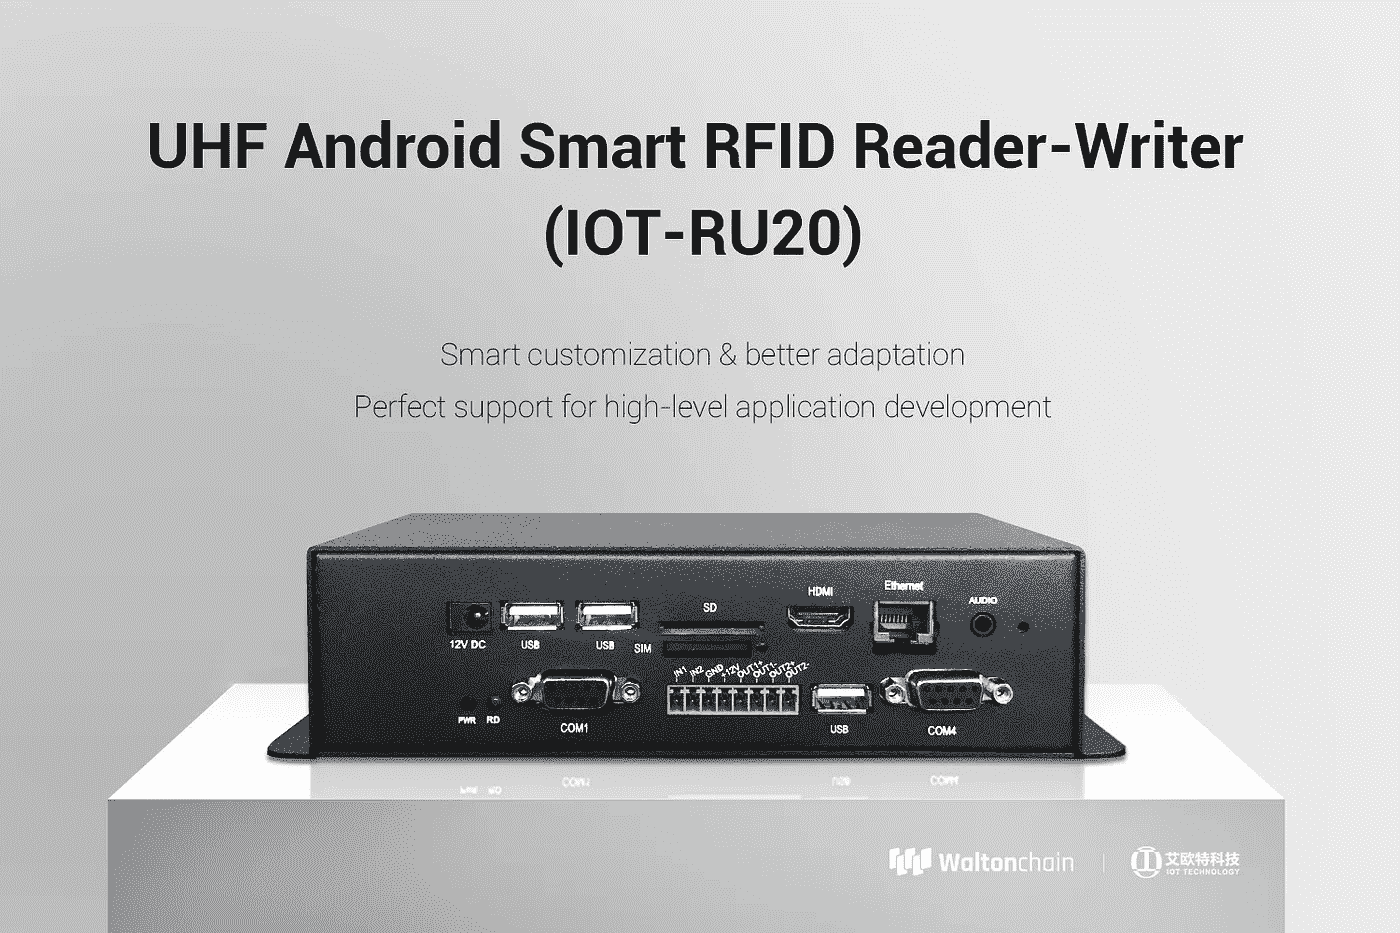 UHF Android Smart RFID Reader-Writer
(IOT-RU20)
Smart customization & better adaptation
Perfect support for high-level application development
12V DC
USB
USB
SD
SIM
HDMI
Ethernet
AUDIO
IN1 IN2 GND +12V OUT1+ OUT1- OUT2+ OUT2-
PWR RD
COM1
USB
COM4
Waltonchain
艾欧特科技
IOT TECHNOLOGY